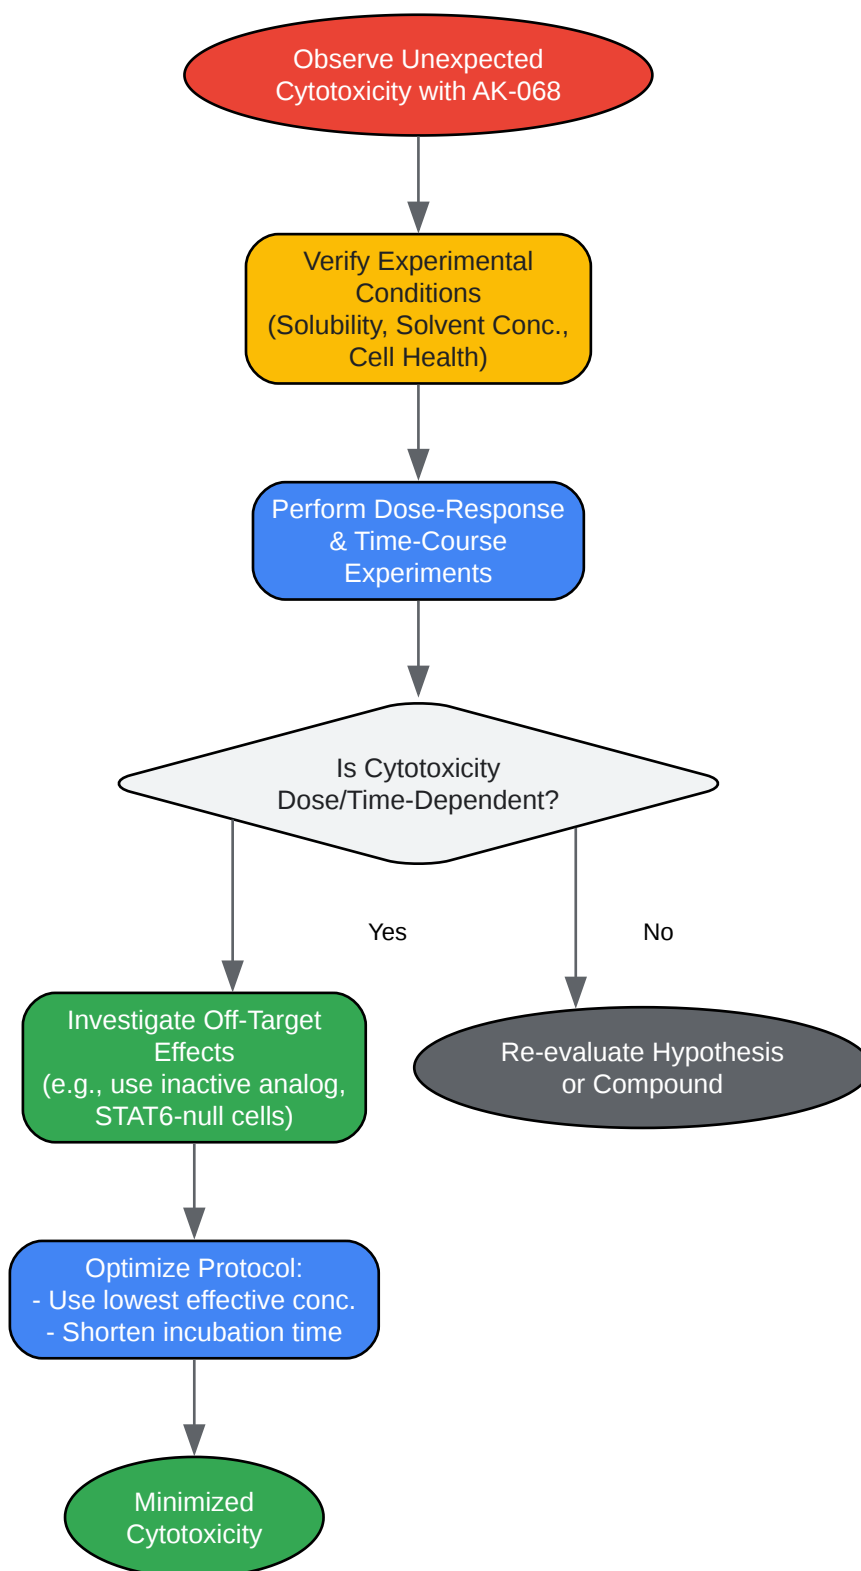 Observe Unexpected
Cytotoxicity with AK-068
Verify Experimental
Conditions
(Solubility, Solvent Conc.,
Cell Health)
Perform Dose-Response
& Time-Course
Experiments
Is Cytotoxicity
Dose/Time-Dependent?
Yes
No
Investigate Off-Target
Effects
(e.g., use inactive analog,
STAT6-null cells)
Re-evaluate Hypothesis
or Compound
Optimize Protocol:
- Use lowest effective conc.
- Shorten incubation time
Minimized
Cytotoxicity